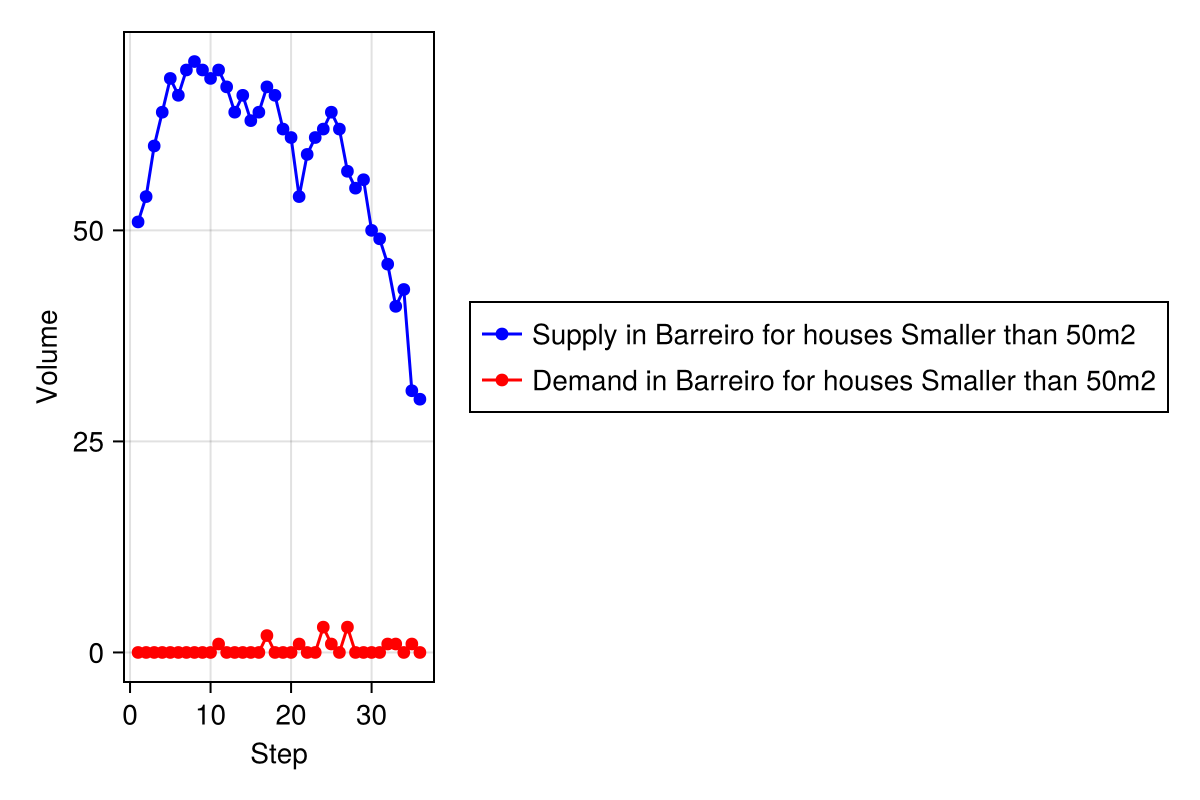 50
25
0
Volume
0 10 20 30
Step
Supply in Barreiro for houses Smaller than 50m2
Demand in Barreiro for houses Smaller than 50m2